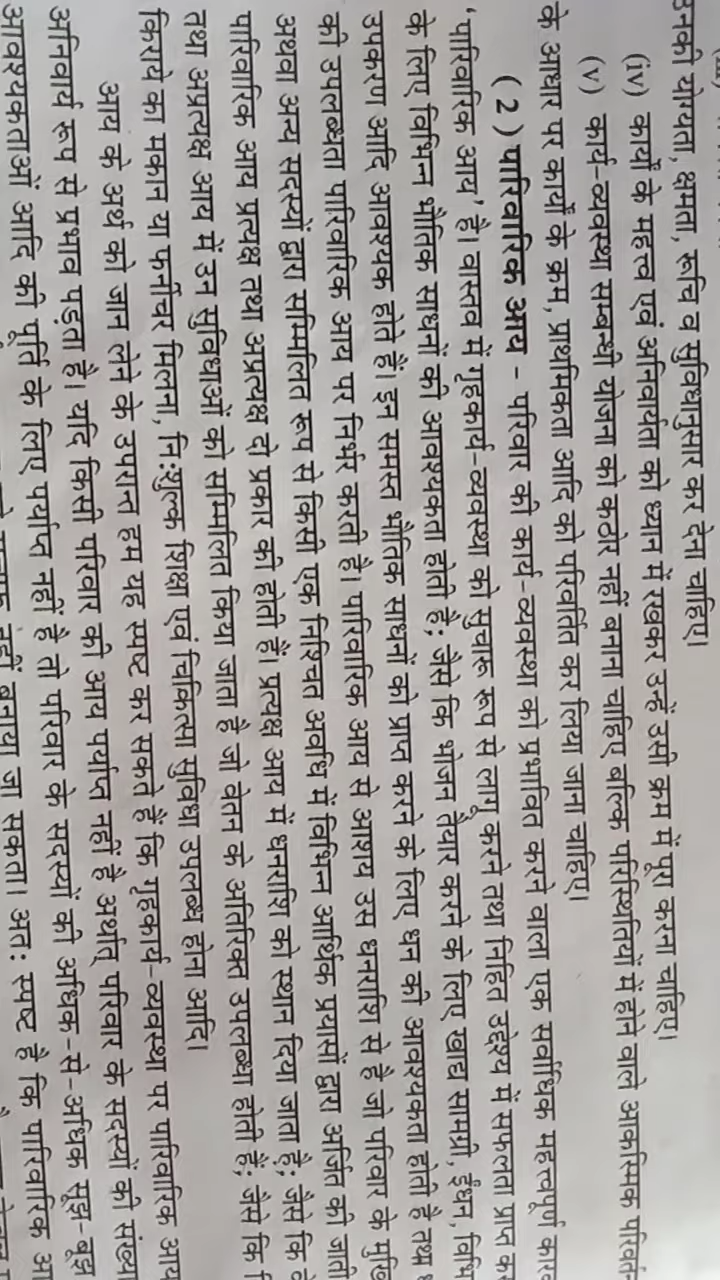 उनकी योग्यता, क्षमता, रूचि व सुविधानुसार कर देना चाहिए।
(iv) कार्यों के महत्त्व एवं अनिवार्यता को ध्यान में रखकर उन्हें उसी क्रम में पूरा करना चाहिए।
(v) कार्य-व्यवस्था सम्बन्धी योजना को कठोर नहीं बनाना चाहिए बल्कि परिस्थितियों में होने वाले आकस्मिक परिवर्त
के आधार पर कार्यों के क्रम, प्राथमिकता आदि को परिवर्तित कर लिया जाना चाहिए।
( 2 ) पारिवारिक आय – परिवार की कार्य-व्यवस्था को प्रभावित करने वाला एक सर्वाधिक महत्त्वपूर्ण कार
‘पारिवारिक आय’ है। वास्तव में गृहकार्य-व्यवस्था को सुचारू रूप से लागू करने तथा निहित उद्देश्य में सफलता प्राप्त कर
के लिए विभिन्न भौतिक साधनों की आवश्यकता होती है; जैसे कि भोजन तैयार करने के लिए खाद्य सामग्री, ईंधन, विभि
उपकरण आदि आवश्यक होते हैं। इन समस्त भौतिक साधनों को प्राप्त करने के लिए धन की आवश्यकता होती है तथा
की उपलब्धता पारिवारिक आय पर निर्भर करती है। पारिवारिक आय से आशय उस धनराशि से है जो परिवार के मुखि
अथवा अन्य सदस्यों द्वारा सम्मिलित रूप से किसी एक निश्चित अवधि में विभिन्न आर्थिक प्रयासों द्वारा अर्जित की जाती
पारिवारिक आय प्रत्यक्ष तथा अप्रत्यक्ष दो प्रकार की होती है। प्रत्यक्ष आय में धनराशि को स्थान दिया जाता है; जैसे कि
तथा अप्रत्यक्ष आय में उन सुविधाओं को सम्मिलित किया जाता है जो वेतन के अतिरिक्त उपलब्ध होती हैं; जैसे कि
किराये का मकान या फर्नीचर मिलना, निःशुल्क शिक्षा एवं चिकित्सा सुविधा उपलब्ध होना आदि।
आय के अर्थ को जान लेने के उपरान्त हम यह स्पष्ट कर सकते हैं कि गृहकार्य-व्यवस्था पर पारिवारिक आय
अनिवार्य रूप से प्रभाव पड़ता है। यदि किसी परिवार की आय पर्याप्त नहीं है अर्थात् परिवार के सदस्यों की संख्या
आवश्यकताओं आदि की पूर्ति के लिए पर्याप्त नहीं है तो परिवार के सदस्यों की अधिक-से-अधिक सूझ-बूझ
नहीं बनाया जा सकता। अतः स्पष्ट है कि पारिवारिक आ